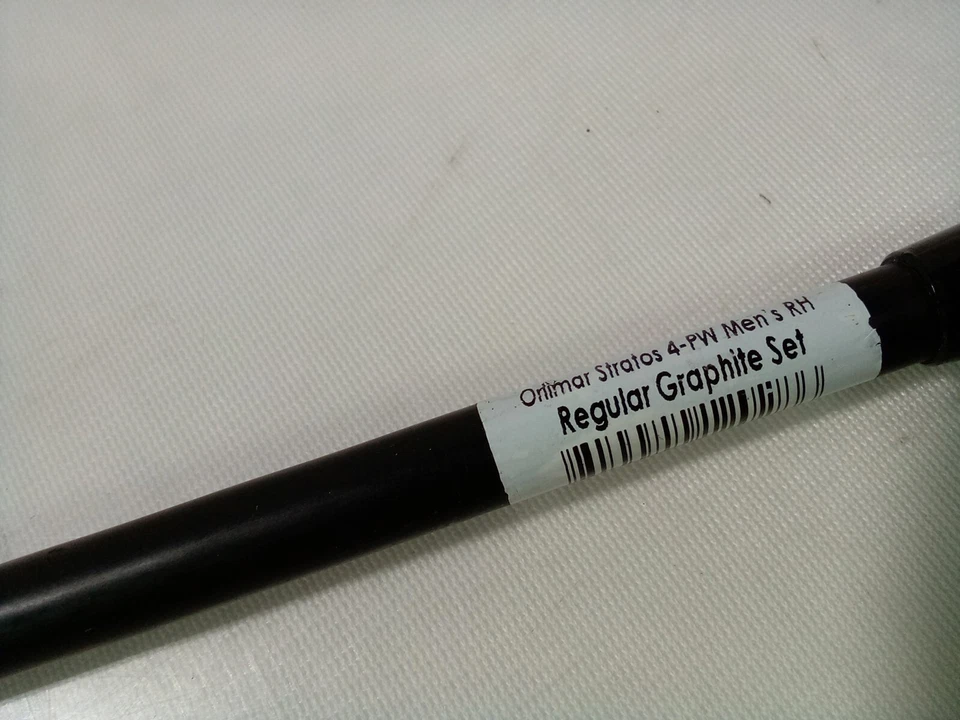 Orlimar Stratos 4-PW Men's RH
Regular Graphite Set